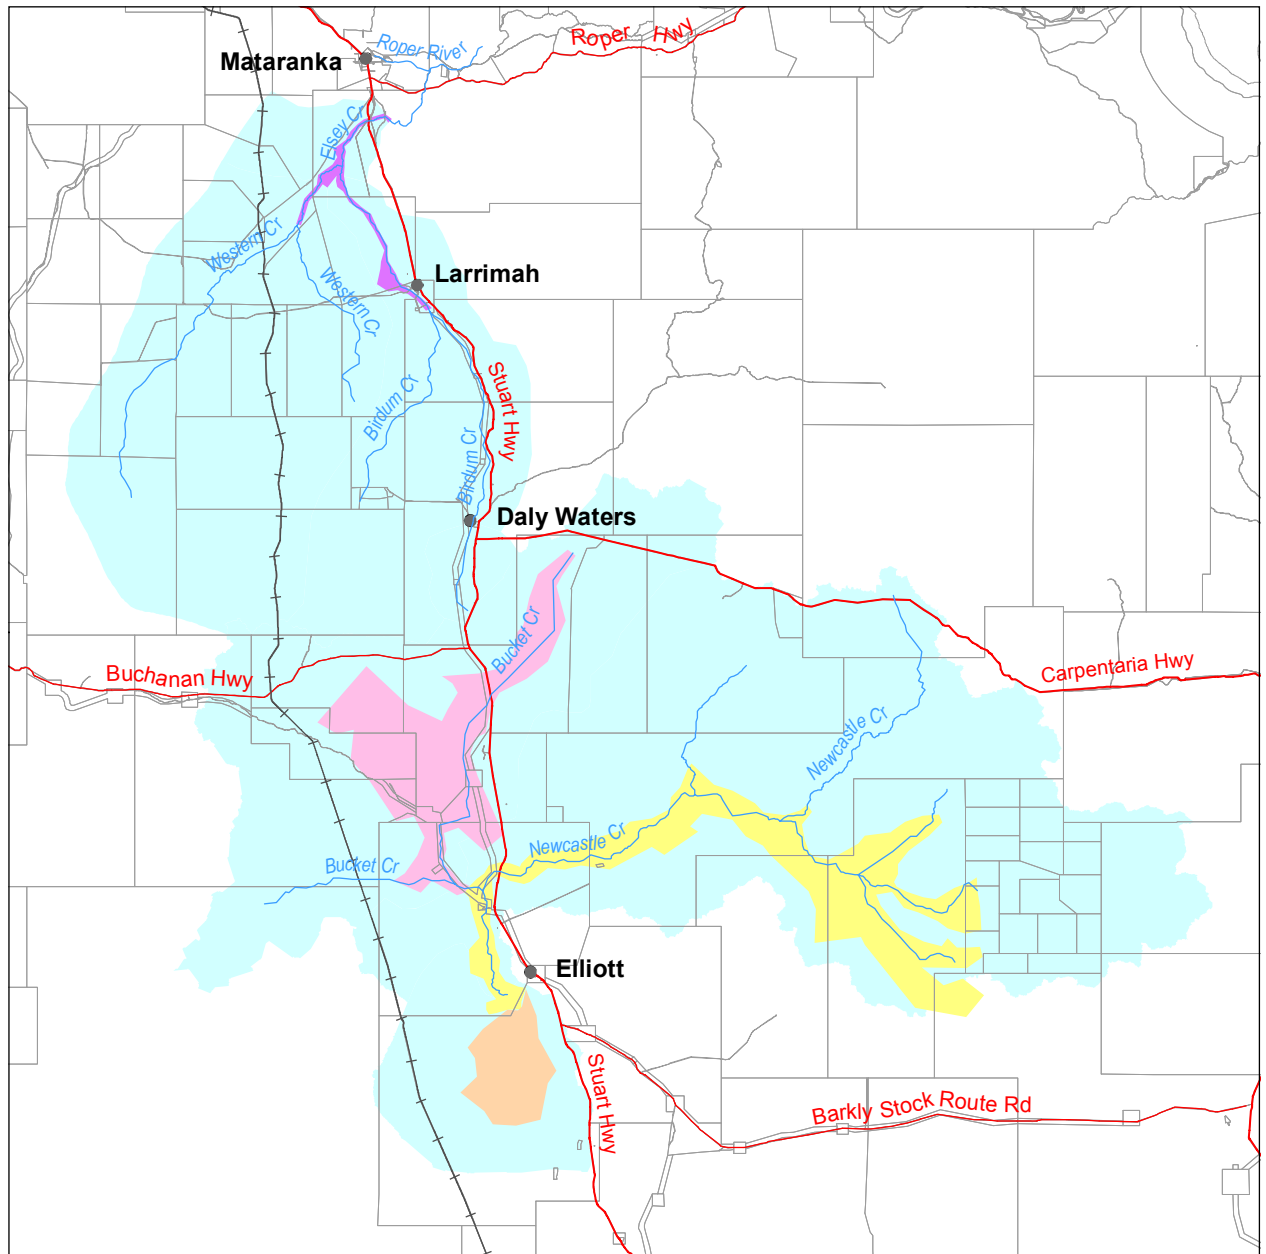 Roper Hwy
Roper River
Mataranka
Elsey Cr
Western Cr
Larrimah
Western Cr
Stuart Hwy
Birdum Cr
Birdum Cr
Daly Waters
Bucket Cr
Buchanan Hwy
Carpentaria Hwy
Newcastle Cr
Newcastle Cr
Bucket Cr
Elliott
Stuart Hwy
Barkly Stock Route Rd